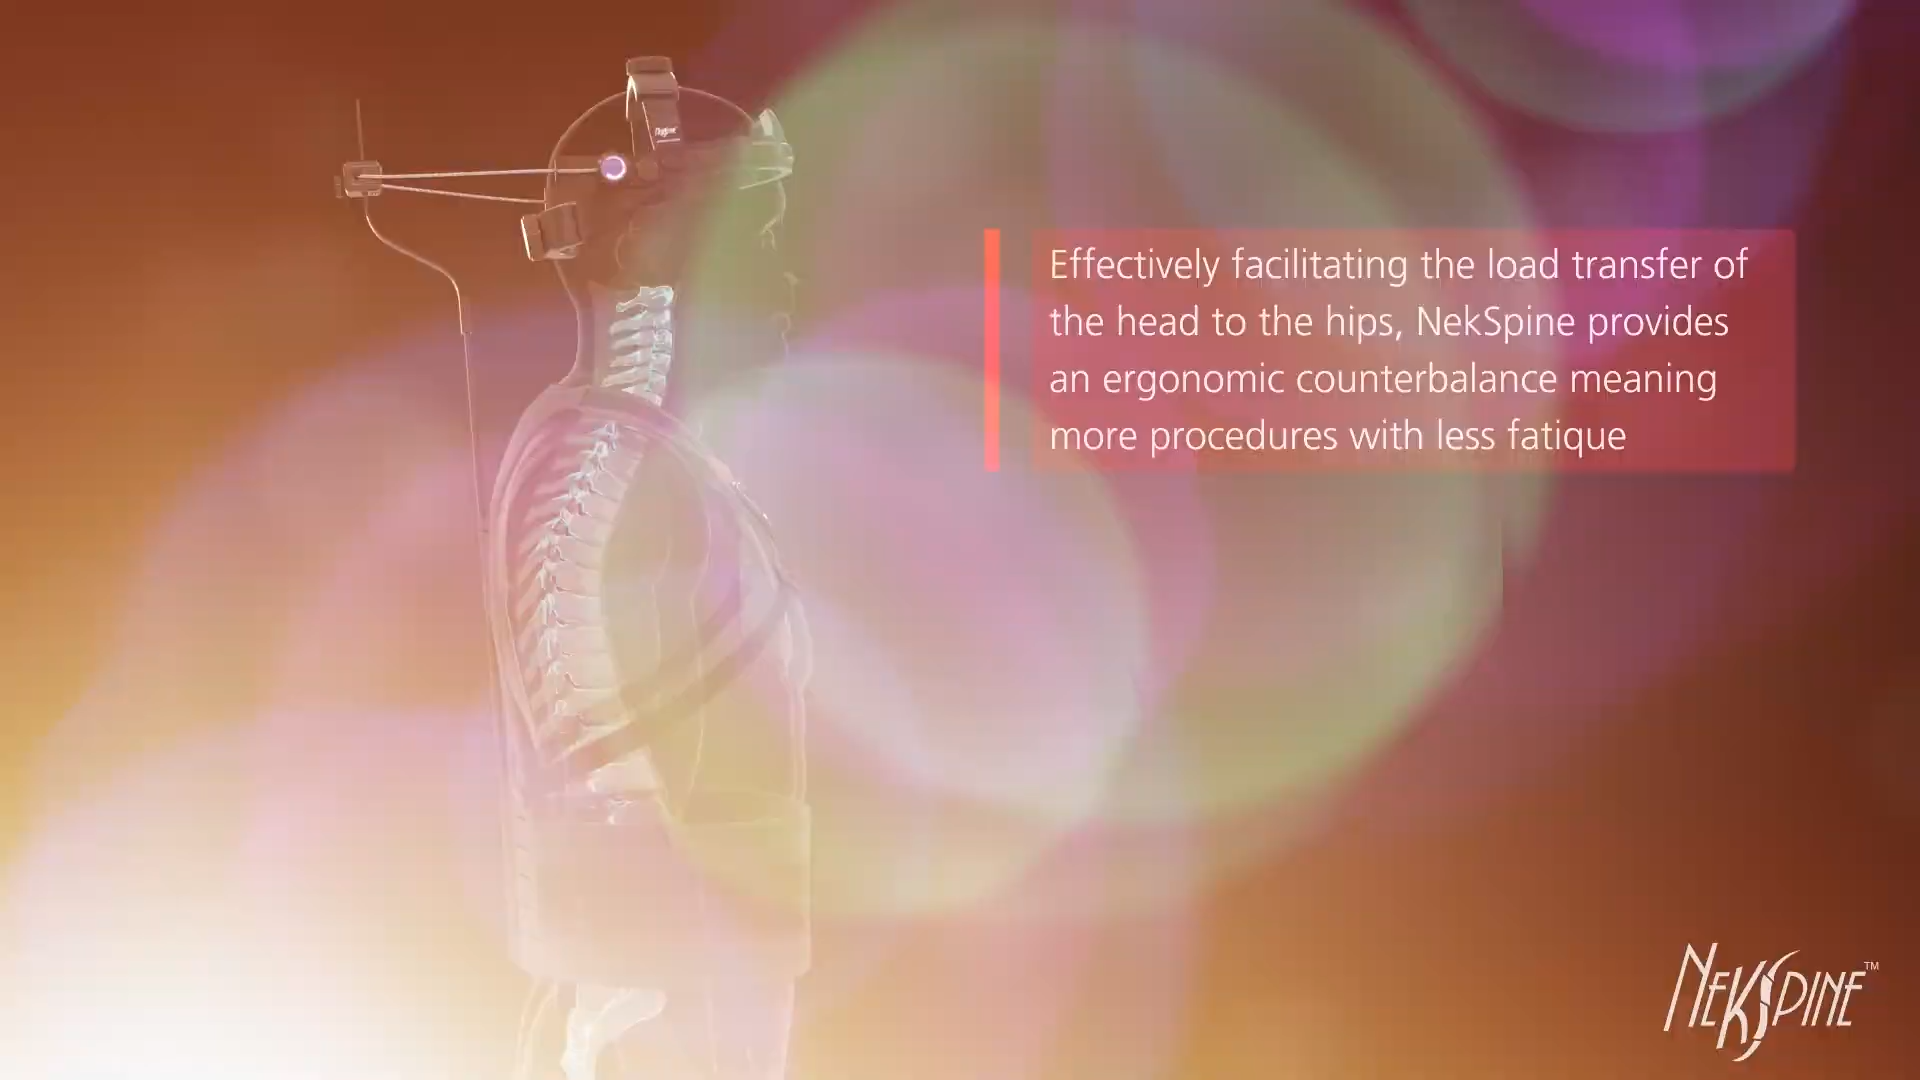 NekSpine
Effectively facilitating the load transfer of
the head to the hips, NekSpine provides
an ergonomic counterbalance meaning
more procedures with less fatique
NEKSPINE™